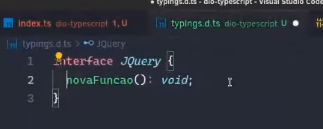 typings.d.ts - dio-typescript - Visual Studio Code
index.ts dio-typescript 1, U typings.d.ts dio-typescript U
typings.d.ts > JQuery
1 interface JQuery {
2 novaFuncao(): void;
3 }